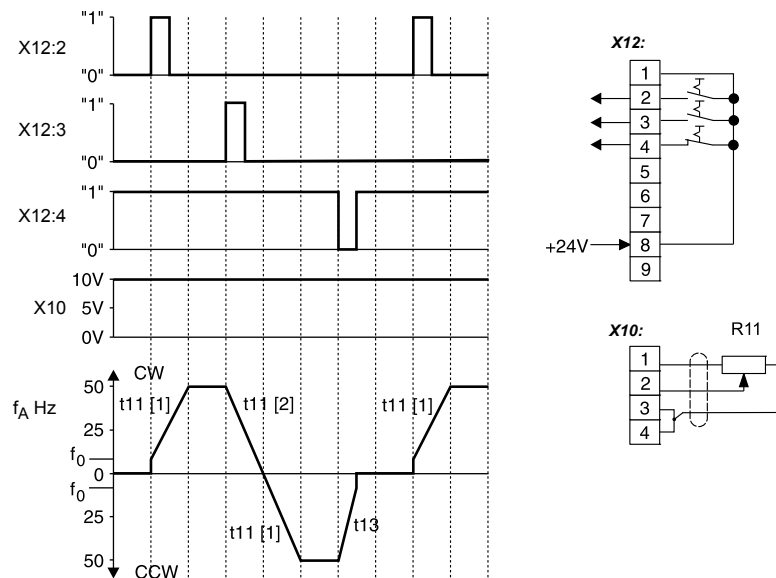 X12:2
"1"
"0"
X12:3
"1"
"0"
X12:4
"1"
"0"
X10
10V
5V
0V
CW
fA Hz
50
25
f0
0
f0
25
50
CCW
t11 [1]
t11 [2]
t11 [1]
t11 [1]
t13
X12:
1
2
3
4
5
6
7
8
9
+24V
X10:
R11
1
2
3
4